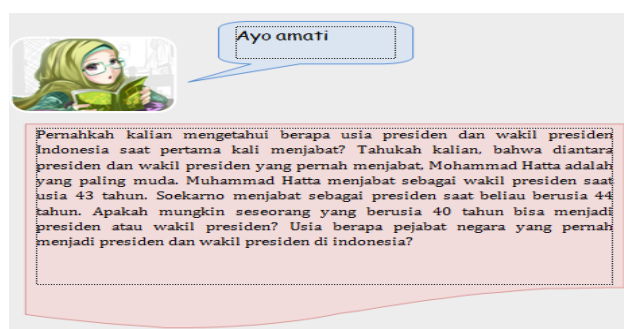 Ayo amati
Pernahkah kalian mengetahui berapa usia presiden dan wakil presiden
Indonesia saat pertama kali menjabat? Tahukah kalian, bahwa diantara
presiden dan wakil presiden yang pernah menjabat, Mohammad Hatta adalah
yang paling muda. Muhammad Hatta menjabat sebagai wakil presiden saat
usia 43 tahun. Soekarno menjabat sebagai presiden saat beliau berusia 44
tahun. Apakah mungkin seseorang yang berusia 40 tahun bisa menjadi
presiden atau wakil presiden? Usia berapa pejabat negara yang pernah
menjadi presiden dan wakil presiden di indonesia?